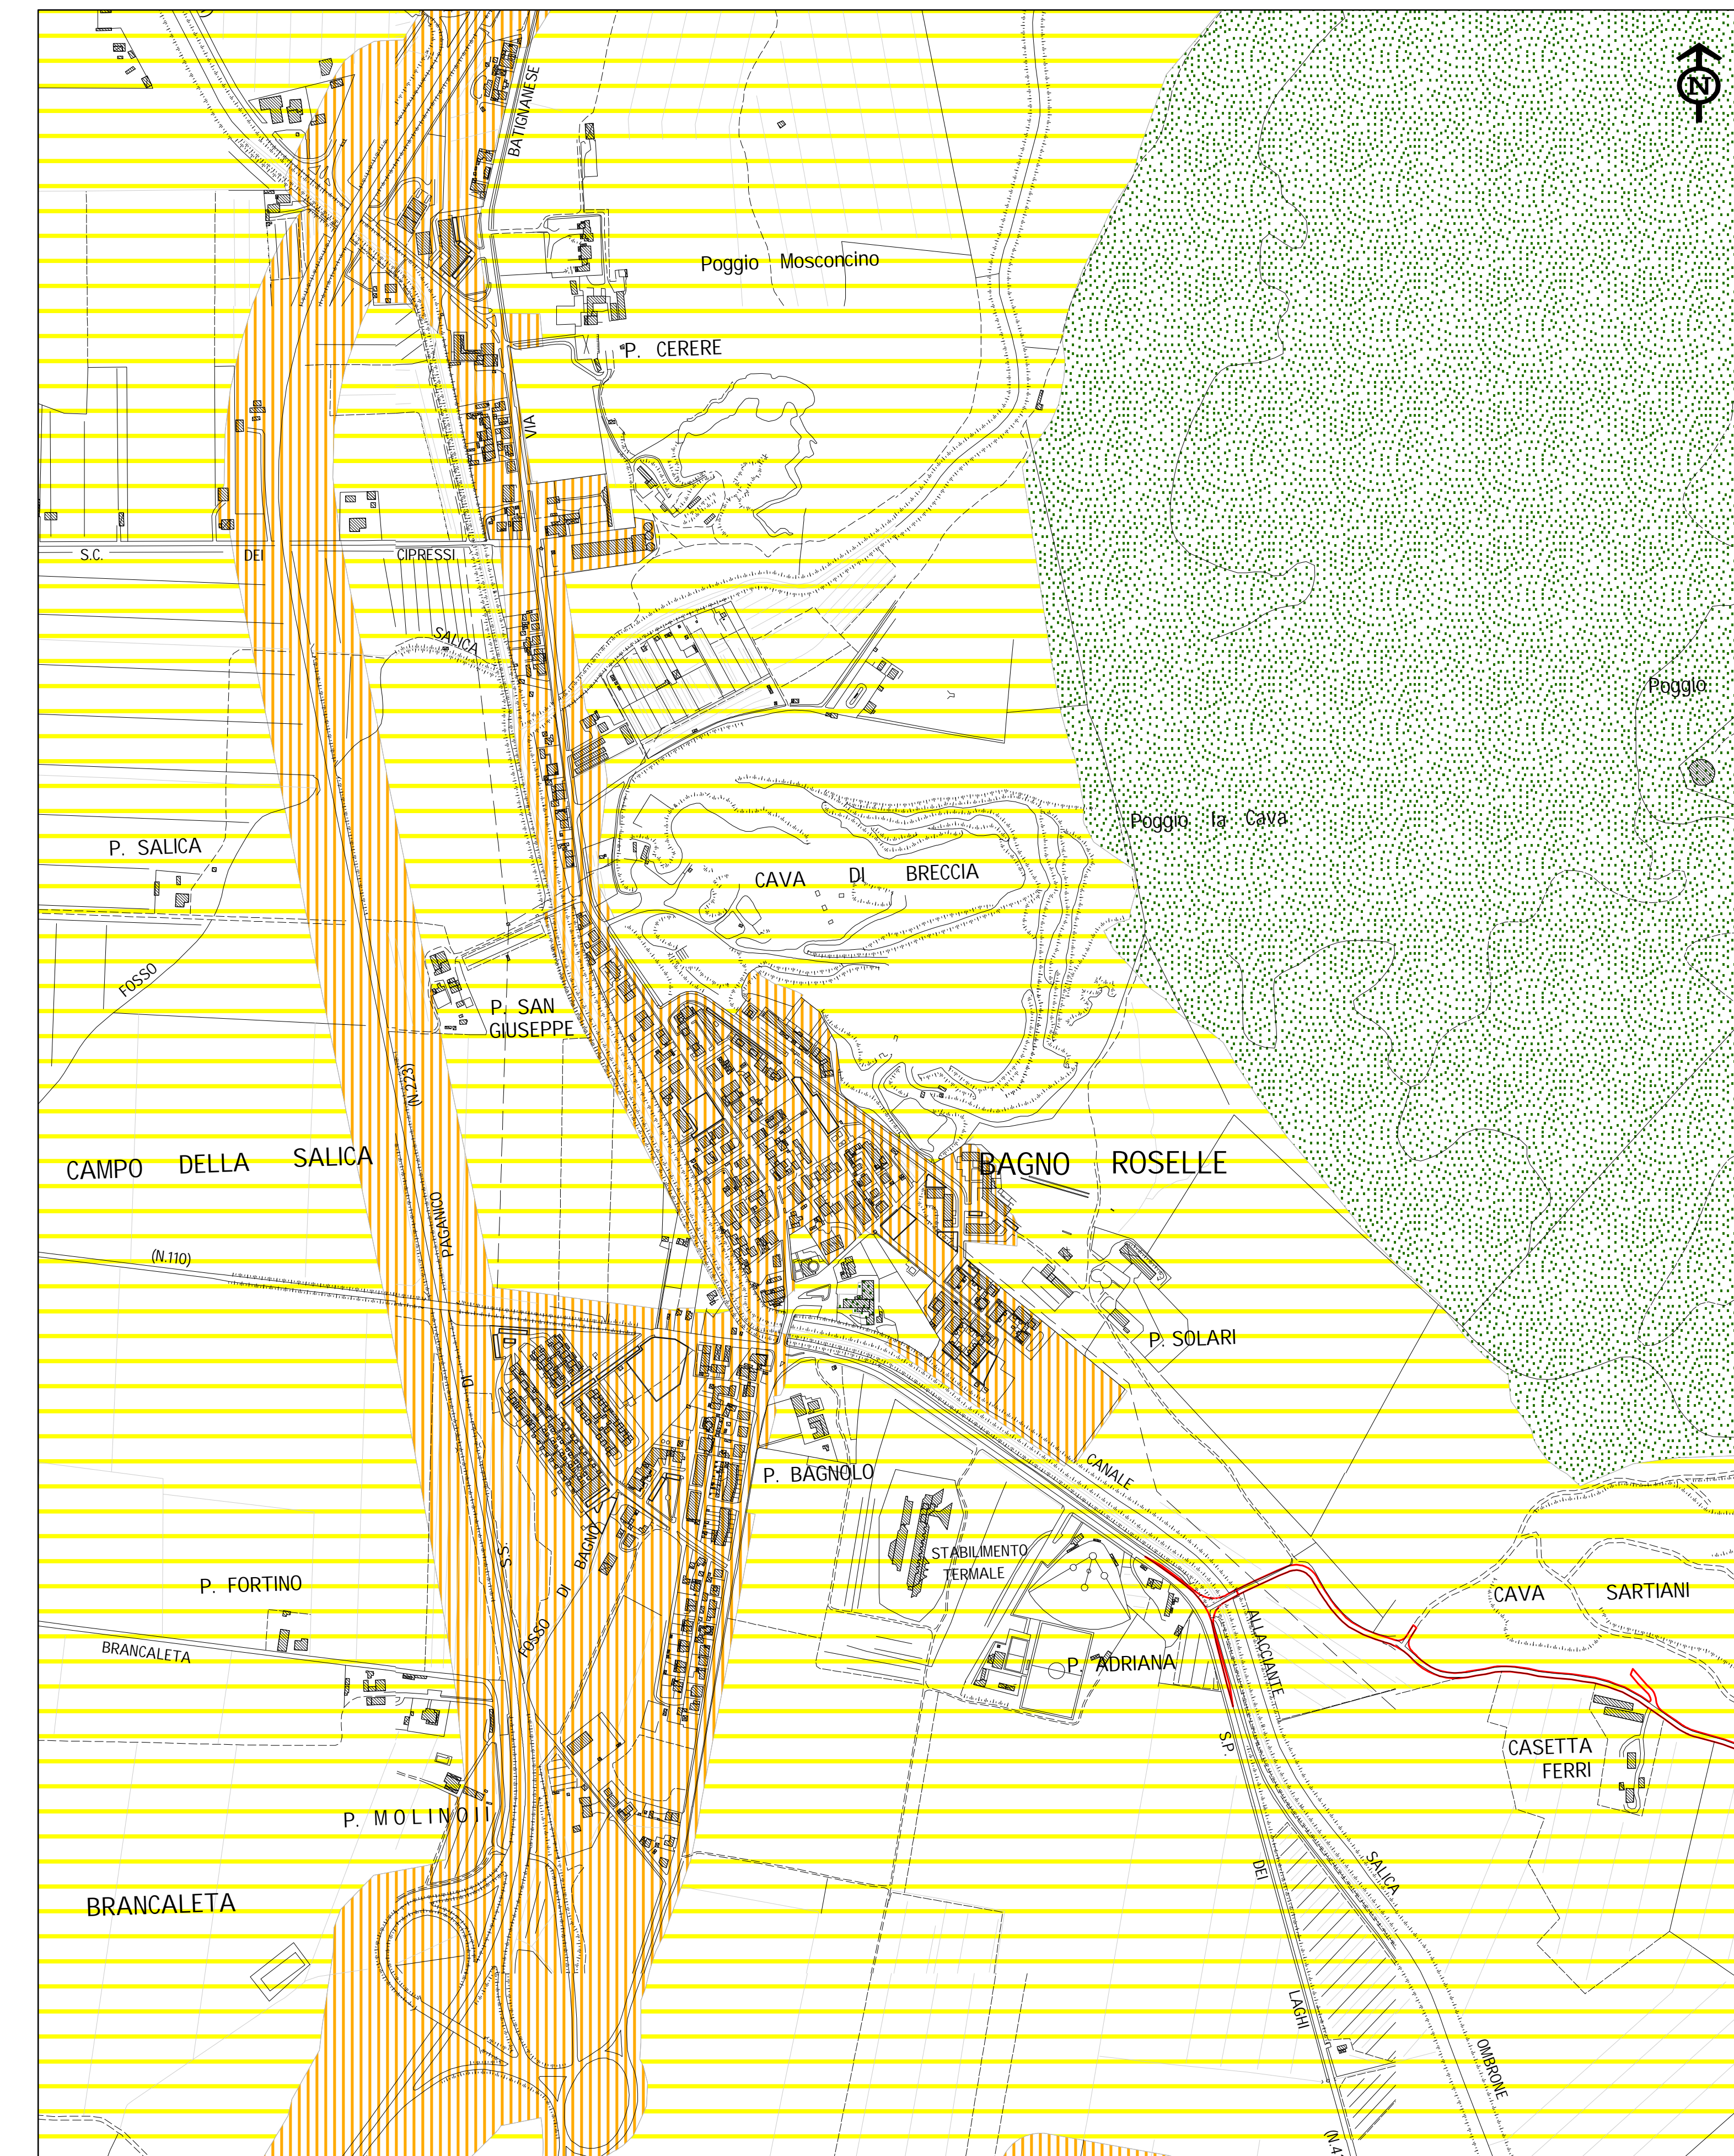 N
BATIGNANESE
Poggio Mosconcino
P. CERERE
VIA
S.C. DEI CIPRESSI
SALICA
Poggio
Poggio la Cava
P. SALICA
CAVA DI BRECCIA
FOSSO
P. SAN
GIUSEPPE
(N.223)
CAMPO DELLA SALICA
BAGNO ROSELLE
PAGANICO
(N.110)
P. SOLARI
DI
P. BAGNOLO
CANALE
STABILIMENTO
TERMALE
S.S.
FOSSO DI BAGNO
P. FORTINO
CAVA SARTIANI
BRANCALETA
ALLACCIANTE
P. ADRIANA
S.P.
CASETTA
FERRI
P. MOLINOII
DEI
SALICA
BRANCALETA
LAGHI
OMBRONE